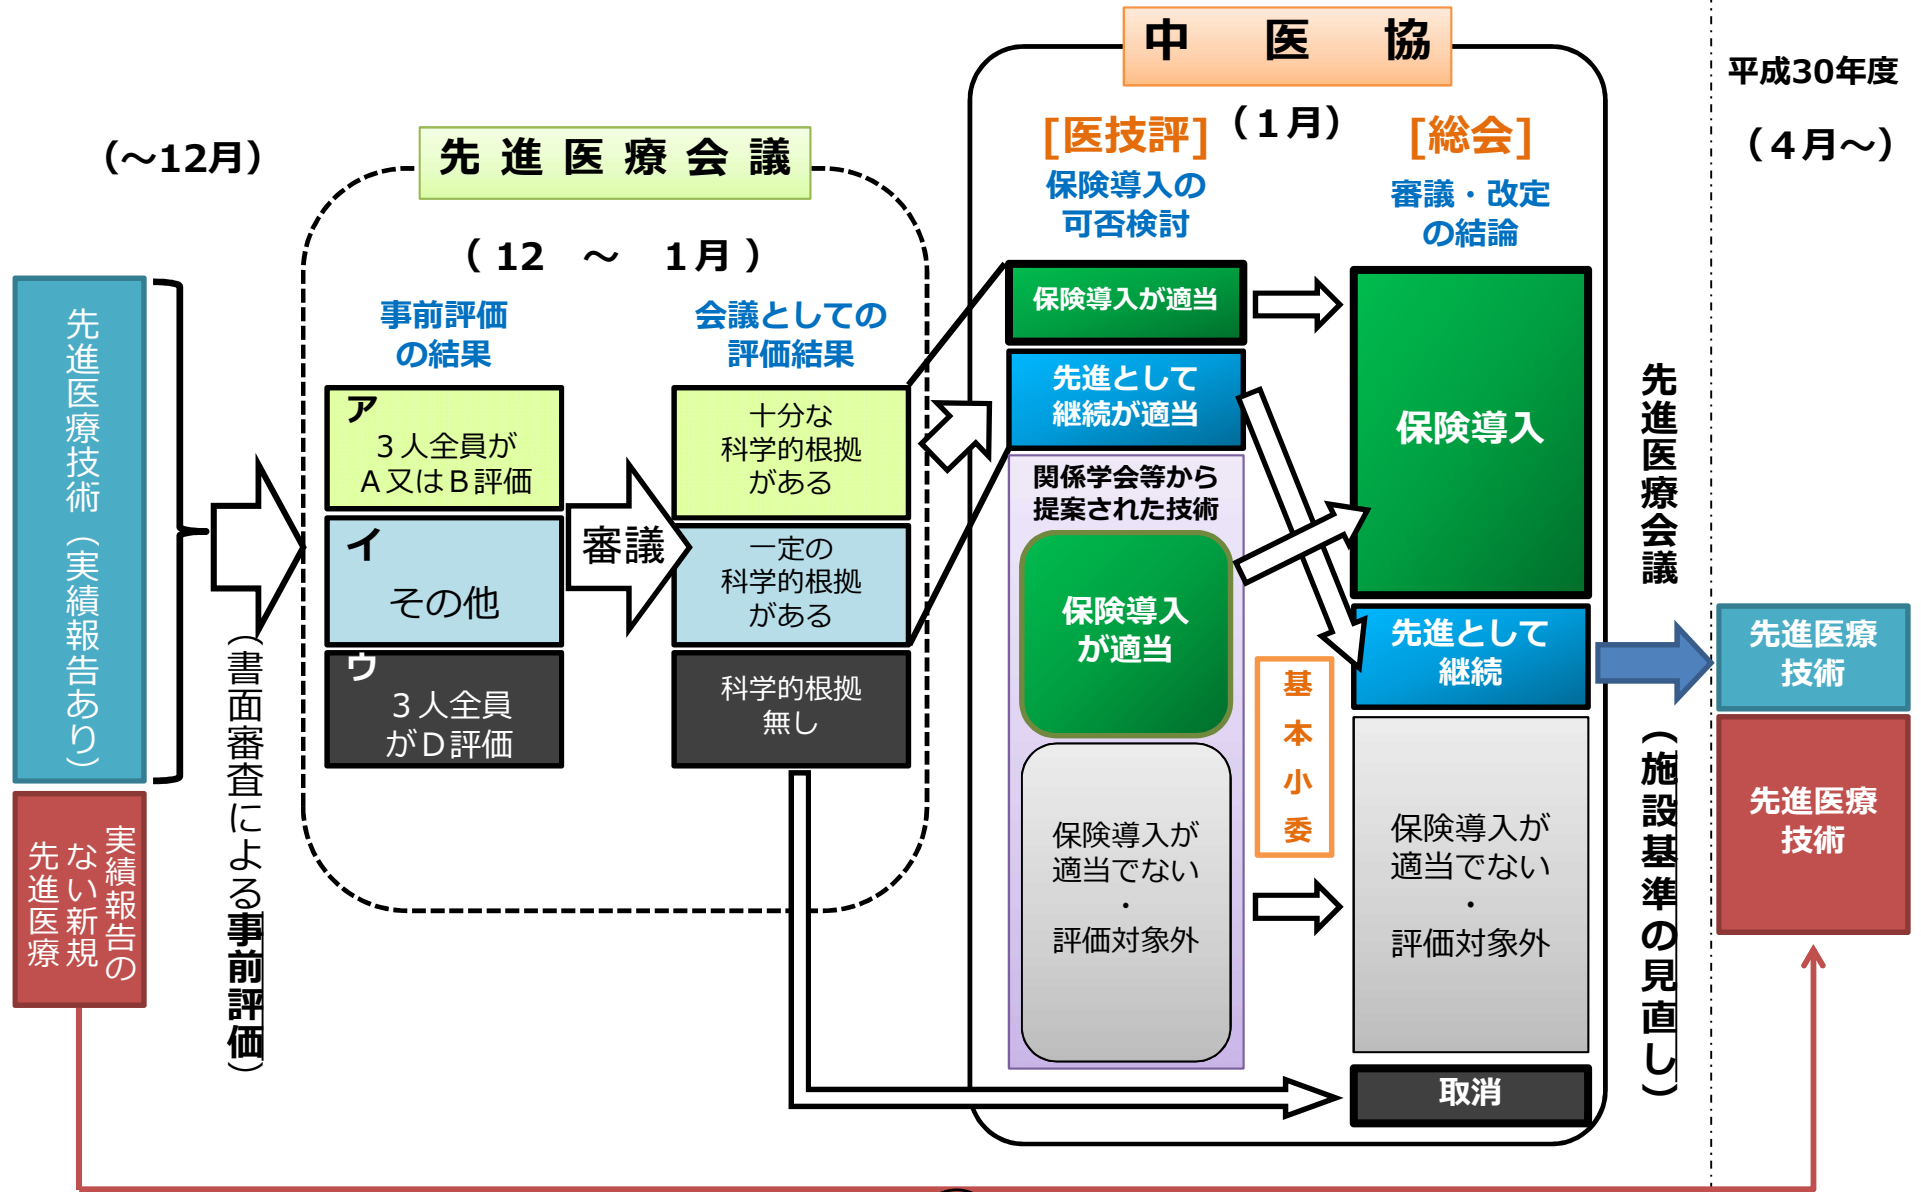 （～12月）
先進医療技術（実績報告あり）
実績報告の
ない新規
先進医療
（書面審査による事前評価）
先進医療会議
（12 ～ 1月）
事前評価
の結果
ア
３人全員が
Ａ又はＢ評価
イ
その他
ウ
３人全員
がＤ評価
審議
会議としての
評価結果
十分な
科学的根拠
がある
一定の
科学的根拠
がある
科学的根拠
無し
中医協
（１月）
[医技評]
保険導入の
可否検討
保険導入が適当
先進として
継続が適当
関係学会等から
提案された技術
保険導入
が適当
保険導入が
適当でない
・
評価対象外
基本小委
[総会]
審議・改定
の結論
保険導入
先進として
継続
保険導入が
適当でない
・
評価対象外
取消
先進医療会議
（施設基準の見直し）
平成30年度
（４月～）
先進医療
技術
先進医療
技術